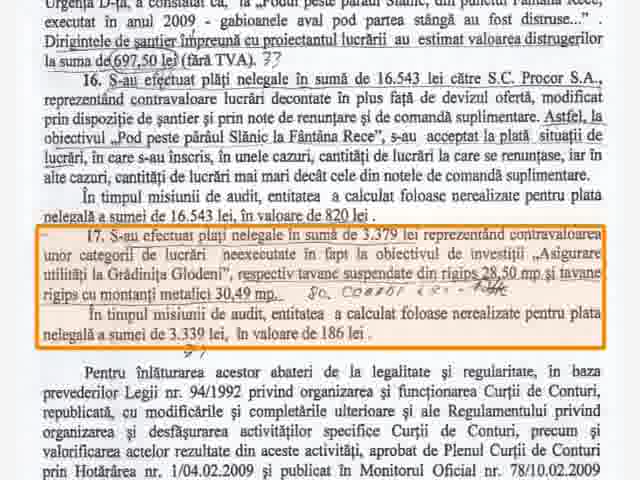 Urgență D-ța, a constatat că, la „Podul peste pârâul Slănic, din punctul Fântâna Rece,
executat în anul 2009 - gabioanele aval pod partea stângă au fost distruse...” .
Dirigintele de șantier împreună cu proiectantul lucrării au estimat valoarea distrugerilor
la suma de 697,50 lei (fără TVA). 33
16. S-au efectuat plăți nelegale în sumă de 16.543 lei către S.C. Procor S.A.,
reprezentând contravaloare lucrări decontate în plus față de devizul ofertă, modificat
prin dispoziție de șantier și prin note de renunțare și de comandă suplimentare. Astfel, la
obiectivul „Pod peste pârâul Slănic la Fântâna Rece”, s-au acceptat la plată situații de
lucrări, în care s-au înscris, în unele cazuri, cantități de lucrări la care se renunțase, iar în
alte cazuri, cantități de lucrări mai mari decât cele din notele de comandă suplimentare.
În timpul misiunii de audit, entitatea a calculat foloase nerealizate pentru plata
nelegală a sumei de 16.543 lei, în valoare de 820 lei .
17. S-au efectuat plăți nelegale în sumă de 3.379 lei reprezentând contravaloarea
unor categorii de lucrări neexecutate în fapt la obiectivul de investiții „Asigurare
utilități la Grădinița Glodeni”, respectiv tavane suspendate din rigips 28,50 mp și tavane
rigips cu montanți metalici 30,49 mp.
În timpul misiunii de audit, entitatea a calculat foloase nerealizate pentru plata
nelegală a sumei de 3.339 lei, în valoare de 186 lei .
Pentru înlăturarea acestor abateri de la legalitate și regularitate, în baza
prevederilor Legii nr. 94/1992 privind organizarea și funcționarea Curții de Conturi,
republicată, cu modificările și completările ulterioare și ale Regulamentului privind
organizarea și desfășurarea activităților specifice Curții de Conturi, precum și
valorificarea actelor rezultate din aceste activități, aprobat de Plenul Curții de Conturi
prin Hotărârea nr. 1/04.02.2009 și publicat în Monitorul Oficial nr. 78/10.02.2009